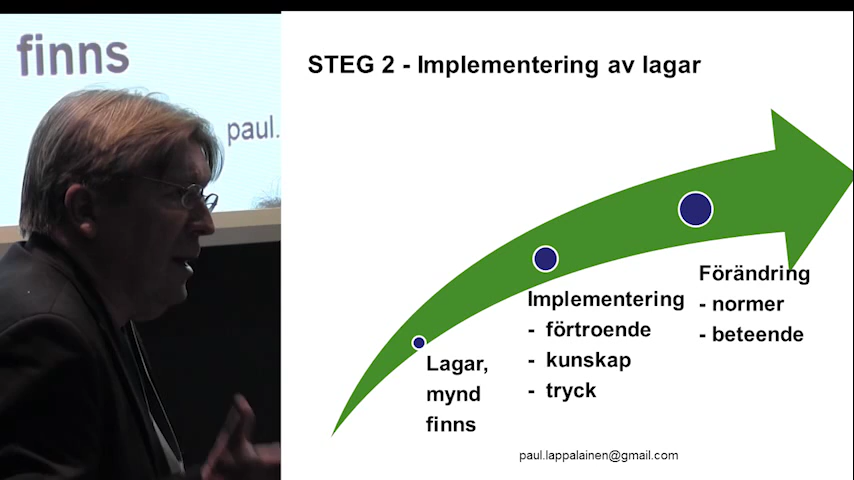 finns
paul.
STEG 2 - Implementering av lagar
Förändring
- normer
- beteende
Implementering
- förtroende
- kunskap
- tryck
Lagar,
mynd
finns
paul.lappalainen@gmail.com